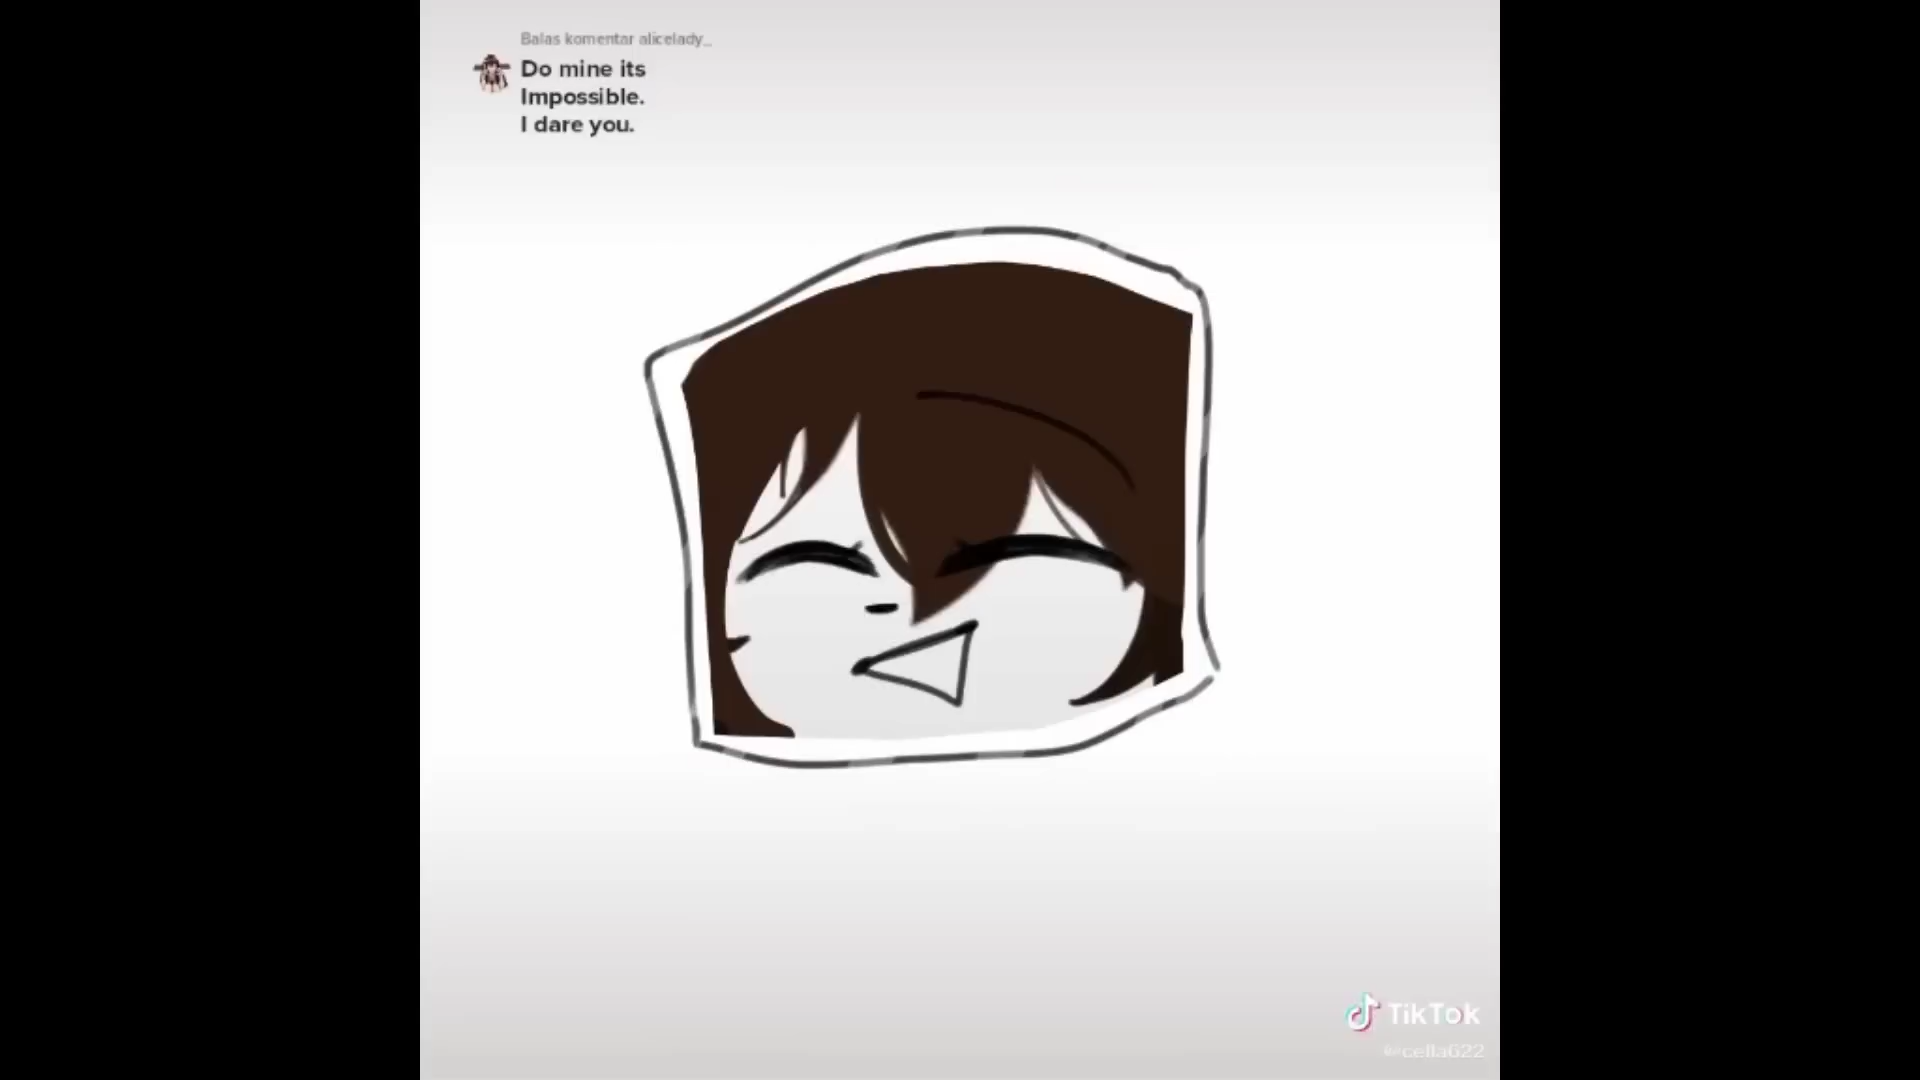 Balas komentar alicelady_
Do mine its
Impossible.
I dare you.
TikTok